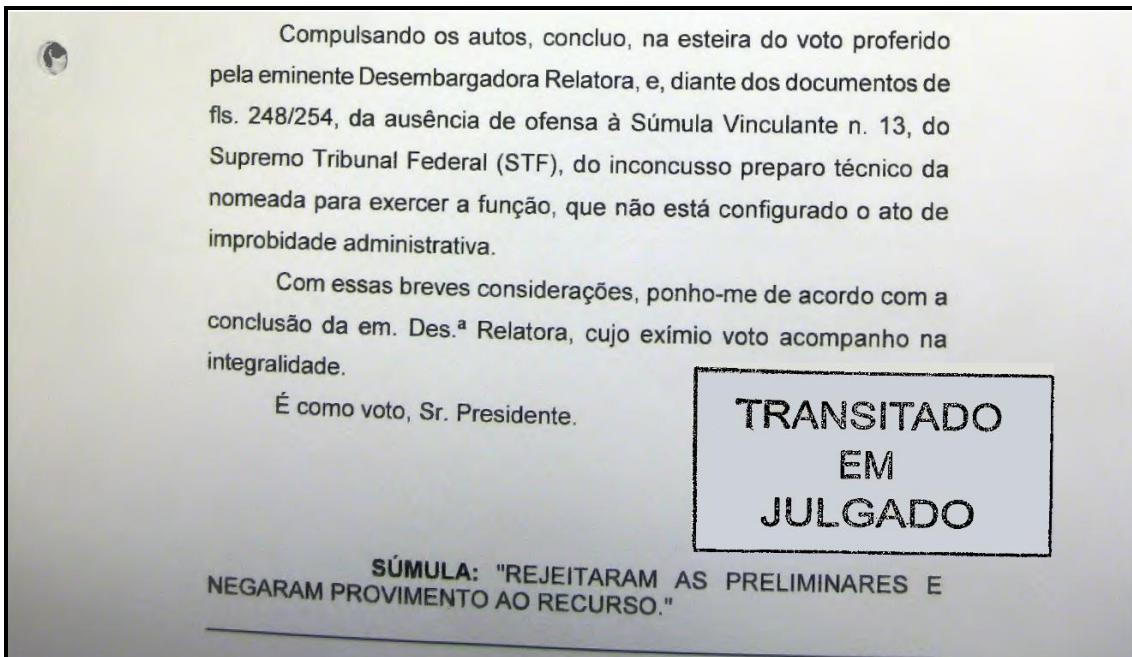 Compulsando os autos, concluo, na esteira do voto proferido
pela eminente Desembargadora Relatora, e, diante dos documentos de
fls. 248/254, da ausência de ofensa à Súmula Vinculante n. 13, do
Supremo Tribunal Federal (STF), do inconcusso preparo técnico da
nomeada para exercer a função, que não está configurado o ato de
improbidade administrativa.
Com essas breves considerações, ponho-me de acordo com a
conclusão da em. Des.ª Relatora, cujo exímio voto acompanho na
integralidade.
É como voto, Sr. Presidente.
TRANSITADO
EM
JULGADO
SÚMULA: "REJEITARAM AS PRELIMINARES E
NEGARAM PROVIMENTO AO RECURSO."